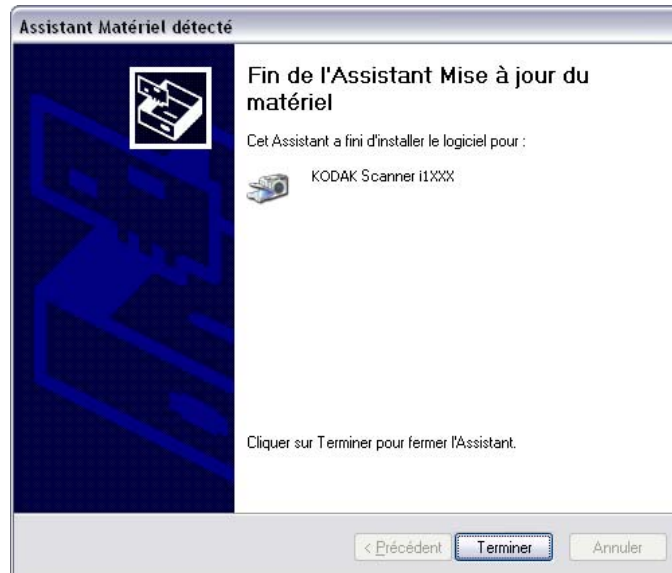 Assistant Matériel détecté
Fin de l'Assistant Mise à jour du
matériel
Cet Assistant a fini d'installer le logiciel pour :
KODAK Scanner i1XXX
Cliquer sur Terminer pour fermer l'Assistant.
< Précédent Terminer Annuler